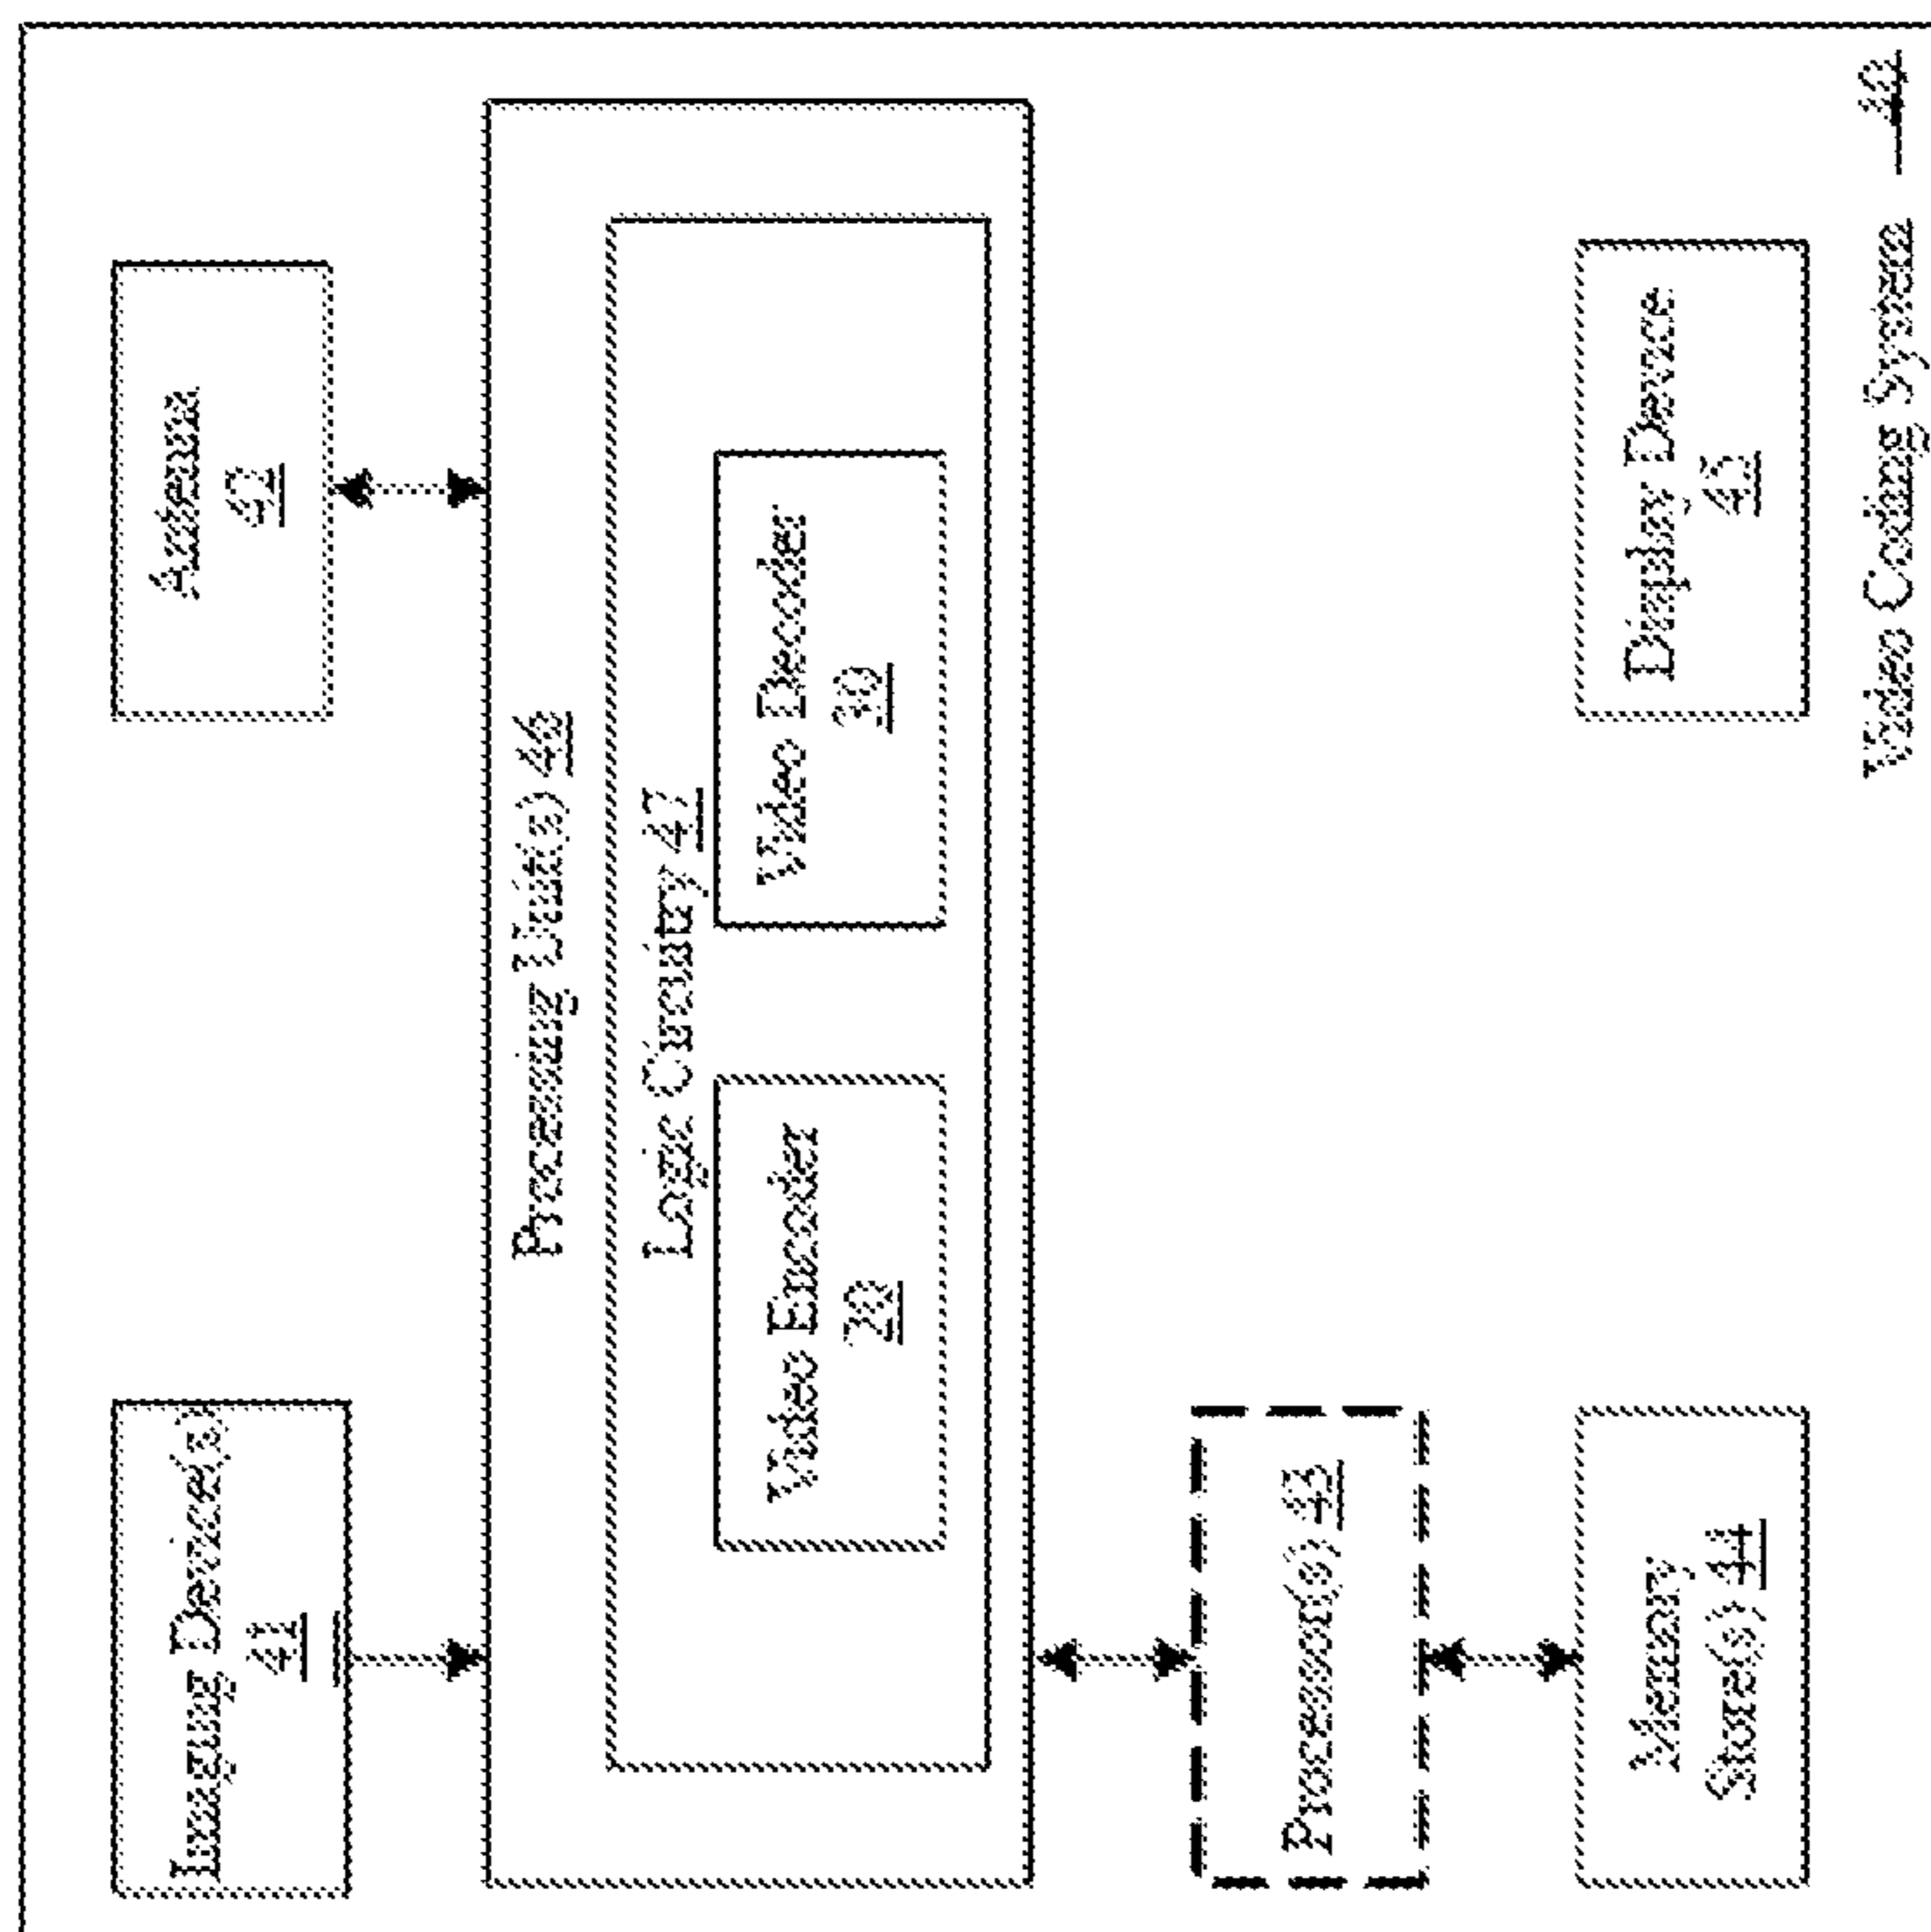 Imaging Device(s)
41
Antenna
42
Processing Unit(s) 46
Logic Circuitry 47
Video Encoder
20
Video Decoder
30
Processor(s) 43
Memory
Store(s) 44
Display Device
45
Video Coding System 40